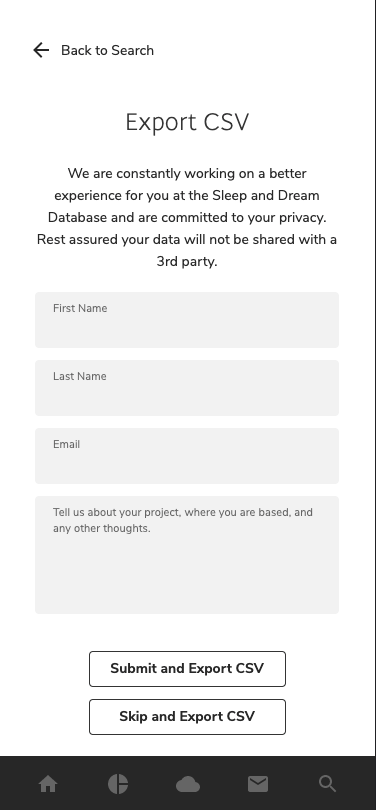 Back to Search
Export CSV
We are constantly working on a better
experience for you at the Sleep and Dream
Database and are committed to your privacy.
Rest assured your data will not be shared with a
3rd party.
First Name
Last Name
Email
Tell us about your project, where you are based, and
any other thoughts.
Submit and Export CSV
Skip and Export CSV